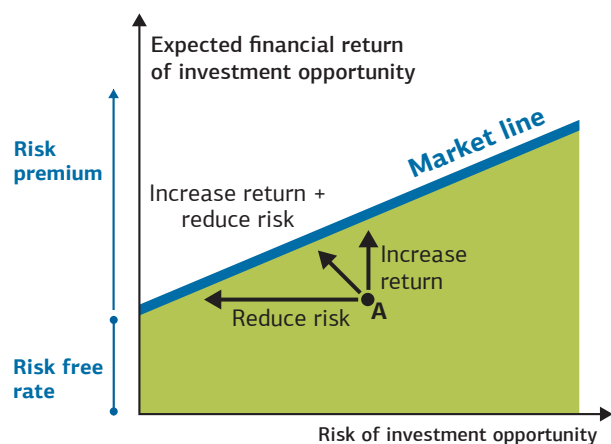 Expected financial return
of investment opportunity
Market line
Risk
premium
Increase return +
reduce risk
Increase
return
Reduce risk
A
Risk free
rate
Risk of investment opportunity